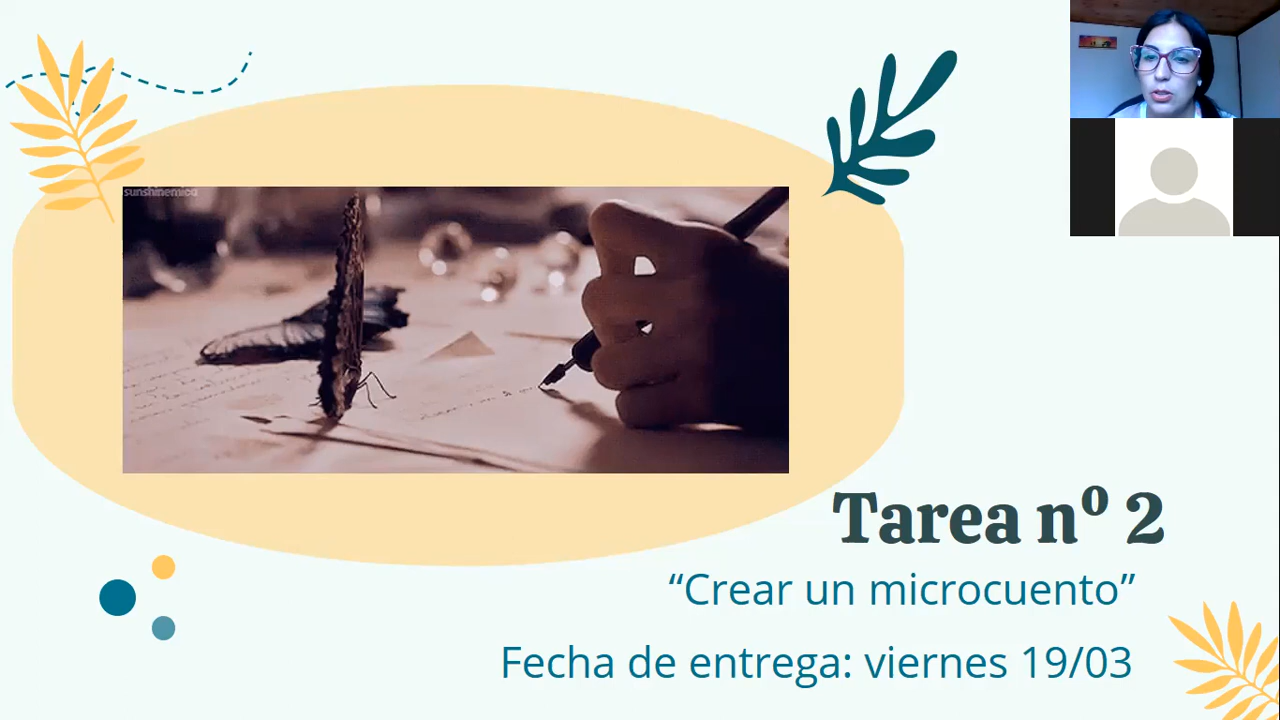 sunshinemica
Tarea nº 2
“Crear un microcuento”
Fecha de entrega: viernes 19/03